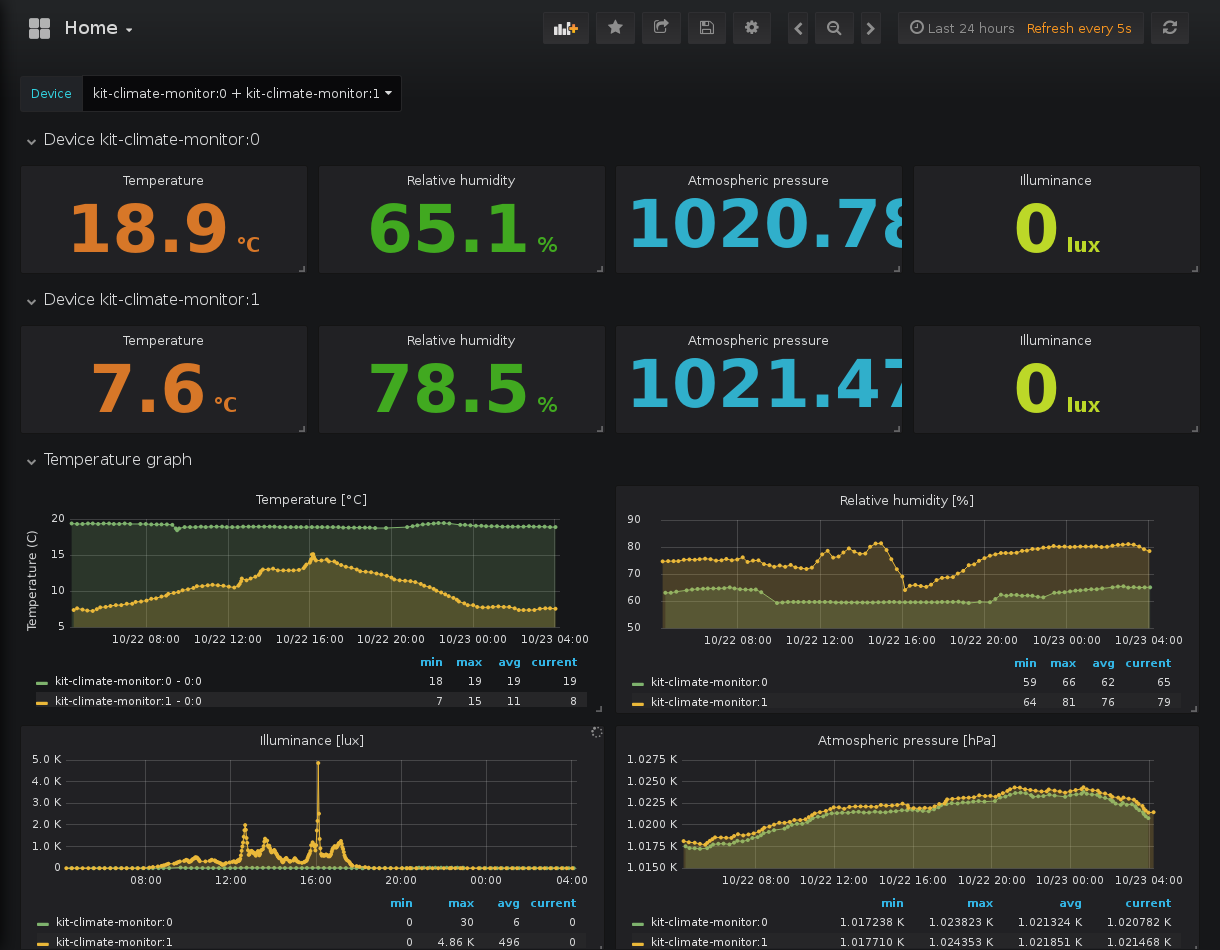 Home
Last 24 hours Refresh every 5s
Device kit-climate-monitor:0 + kit-climate-monitor:1
Device kit-climate-monitor:0
Temperature Relative humidity Atmospheric pressure Illuminance
18.9 °C 65.1 % 1020.78 0 lux
Device kit-climate-monitor:1
Temperature Relative humidity Atmospheric pressure Illuminance
7.6 °C 78.5 % 1021.47 0 lux
Temperature graph
Temperature [°C]
Temperature (C)
20
15
10
5
10/22 08:00 10/22 12:00 10/22 16:00 10/22 20:00 10/23 00:00 10/23 04:00
min max avg current
kit-climate-monitor:0 - 0:0 18 19 19 19
kit-climate-monitor:1 - 0:0 7 15 11 8
Relative humidity [%]
90
80
70
60
50
10/22 08:00 10/22 12:00 10/22 16:00 10/22 20:00 10/23 00:00 10/23 04:00
min max avg current
kit-climate-monitor:0 59 66 62 65
kit-climate-monitor:1 64 81 76 79
Illuminance [lux]
5.0 K
4.0 K
3.0 K
2.0 K
1.0 K
0
08:00 12:00 16:00 20:00 00:00 04:00
min max avg current
kit-climate-monitor:0 0 30 6 0
kit-climate-monitor:1 0 4.86 K 496 0
Atmospheric pressure [hPa]
1.0275 K
1.0250 K
1.0225 K
1.0200 K
1.0175 K
1.0150 K
10/22 08:00 10/22 12:00 10/22 16:00 10/22 20:00 10/23 00:00 10/23 04:00
min max avg current
kit-climate-monitor:0 1.017238 K 1.023823 K 1.021324 K 1.020782 K
kit-climate-monitor:1 1.017710 K 1.024353 K 1.021851 K 1.021468 K